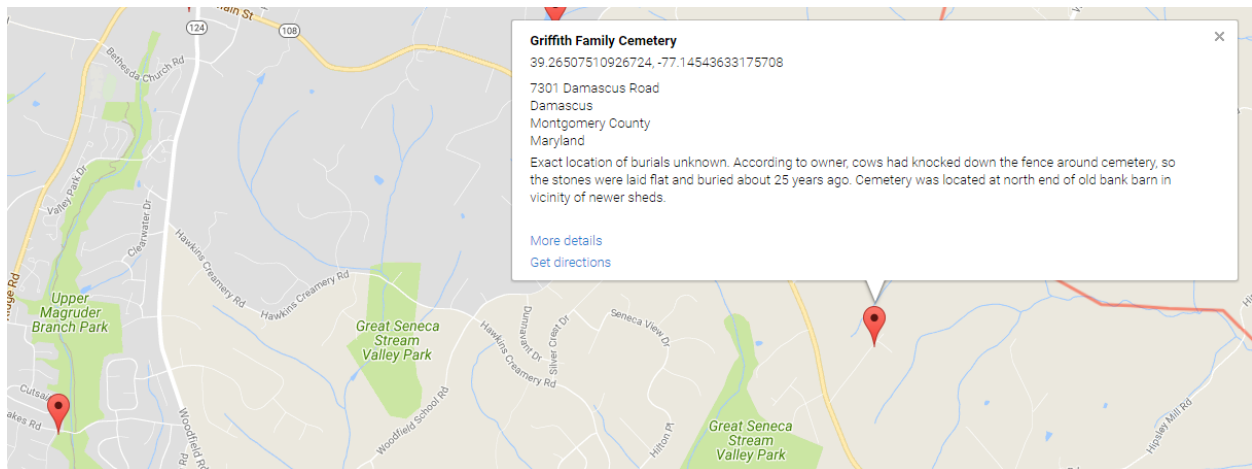 Main St
124
108
Bethesda Church Rd
Griffith Family Cemetery
39.26507510926724, -77.14543633175708
7301 Damascus Road
Damascus
Montgomery County
Maryland
Exact location of burials unknown. According to owner, cows had knocked down the fence around cemetery, so
the stones were laid flat and buried about 25 years ago. Cemetery was located at north end of old bank barn in
vicinity of newer sheds.
More details
Get directions
Valley Park Dr
Clearwater Dr
Hawkins Creamery Rd
Hawkins Creamery Rd
Upper
Magruder
Branch Park
Great Seneca
Stream
Valley Park
Hawkins Creamery Rd
Dunnavant Dr
Silver Crest Dr
Seneca View Dr
Woodfield Rd
Woodfield School Rd
Hilton Pl
Great Seneca
Stream
Valley Park
Hipsley Mill Rd